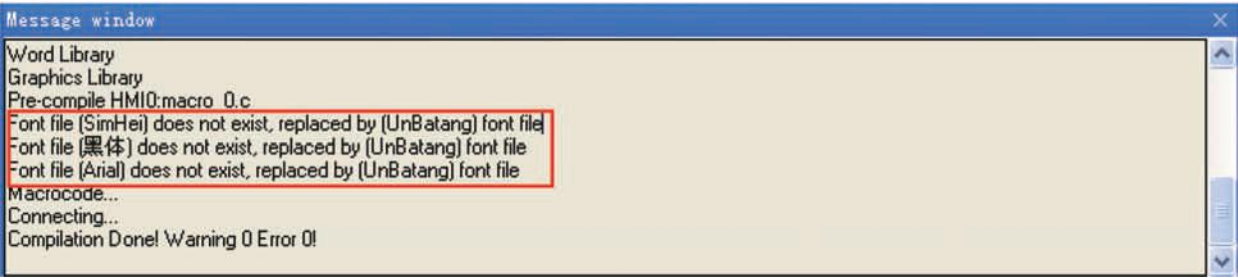 Message window
Word Library
Graphics Library
Pre-compile HMI0:macro_0.c
Font file (SimHei) does not exist, replaced by (UnBatang) font file
Font file (黑体) does not exist, replaced by (UnBatang) font file
Font file (Arial) does not exist, replaced by (UnBatang) font file
Macrocode...
Connecting...
Compilation Done! Warning 0 Error 0!